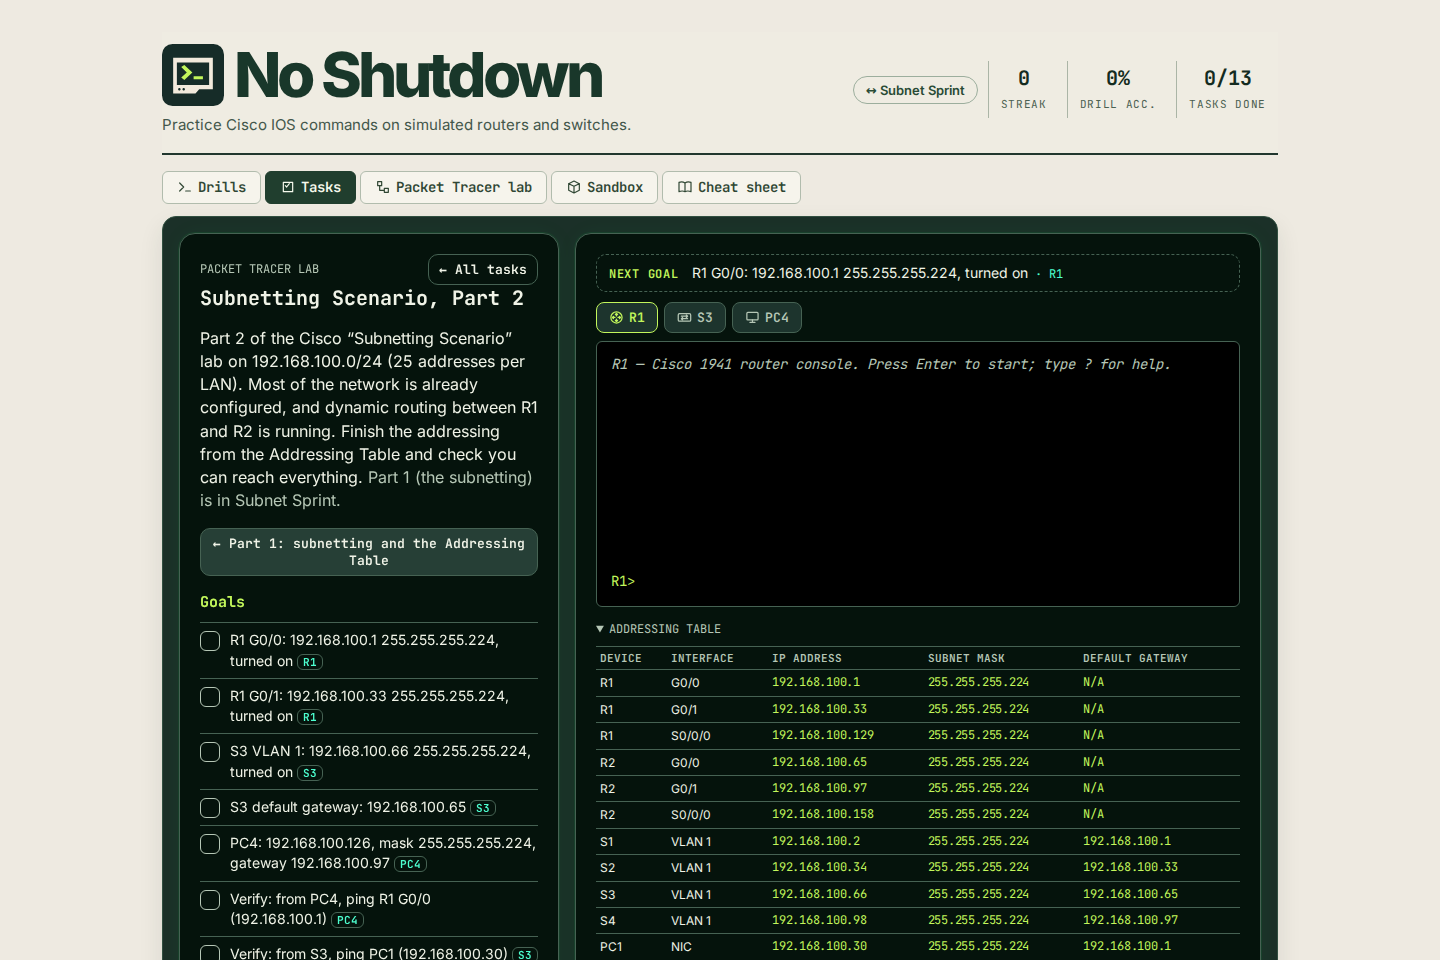 No Shutdown
Practice Cisco IOS commands on simulated routers and switches.
↔ Subnet Sprint
0
STREAK
0%
DRILL ACC.
0/13
TASKS DONE
Drills
Tasks
Packet Tracer lab
Sandbox
Cheat sheet
PACKET TRACER LAB
← All tasks
Subnetting Scenario, Part 2
Part 2 of the Cisco “Subnetting Scenario”
lab on 192.168.100.0/24 (25 addresses per
LAN). Most of the network is already
configured, and dynamic routing between R1
and R2 is running. Finish the addressing
from the Addressing Table and check you
can reach everything. Part 1 (the subnetting)
is in Subnet Sprint.
← Part 1: subnetting and the Addressing
Table
Goals
R1 G0/0: 192.168.100.1 255.255.255.224,
turned on R1
R1 G0/1: 192.168.100.33 255.255.255.224,
turned on R1
S3 VLAN 1: 192.168.100.66 255.255.255.224,
turned on S3
S3 default gateway: 192.168.100.65 S3
PC4: 192.168.100.126, mask 255.255.255.224,
gateway 192.168.100.97 PC4
Verify: from PC4, ping R1 G0/0
(192.168.100.1) PC4
Verify: from S3, ping PC1 (192.168.100.30) S3
NEXT GOAL R1 G0/0: 192.168.100.1 255.255.255.224, turned on · R1
R1
S3
PC4
R1 — Cisco 1941 router console. Press Enter to start; type ? for help.
R1>
▼ ADDRESSING TABLE
DEVICE INTERFACE IP ADDRESS SUBNET MASK DEFAULT GATEWAY
R1 G0/0 192.168.100.1 255.255.255.224 N/A
R1 G0/1 192.168.100.33 255.255.255.224 N/A
R1 S0/0/0 192.168.100.129 255.255.255.224 N/A
R2 G0/0 192.168.100.65 255.255.255.224 N/A
R2 G0/1 192.168.100.97 255.255.255.224 N/A
R2 S0/0/0 192.168.100.158 255.255.255.224 N/A
S1 VLAN 1 192.168.100.2 255.255.255.224 192.168.100.1
S2 VLAN 1 192.168.100.34 255.255.255.224 192.168.100.33
S3 VLAN 1 192.168.100.66 255.255.255.224 192.168.100.65
S4 VLAN 1 192.168.100.98 255.255.255.224 192.168.100.97
PC1 NIC 192.168.100.30 255.255.255.224 192.168.100.1